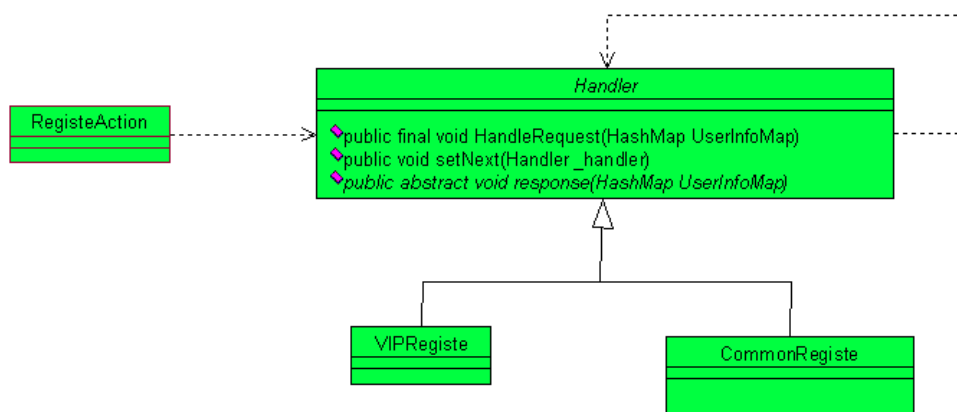 Handler
RegisteAction
public final void HandleRequest(HashMap UserInfoMap)
public void setNext(Handler _handler)
public abstract void response(HashMap UserInfoMap)
VIPRegiste
CommonRegiste